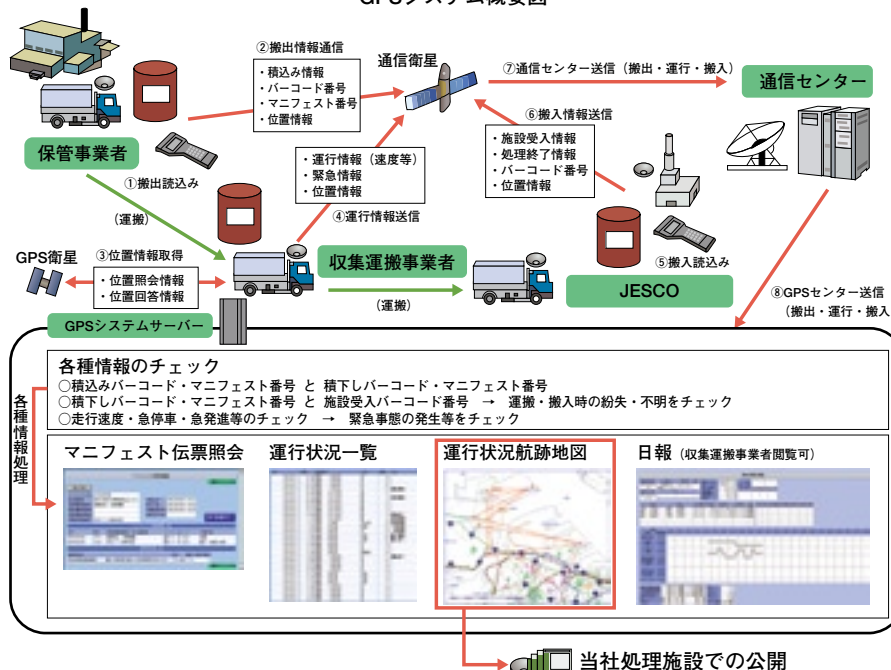 GPSシステム概要図
②搬出情報通信
・積込み情報
・バーコード番号
・マニフェスト番号
・位置情報
通信衛星
⑦通信センター送信（搬出・運行・搬入）
通信センター
⑥搬入情報送信
・施設受入情報
・処理終了情報
・バーコード番号
・位置情報
保管事業者
①搬出読込み
・運行情報（速度等）
・緊急情報
・位置情報
④運行情報送信
（運搬）
GPS衛星
③位置情報取得
・位置照会情報
・位置回答情報
収集運搬事業者
（運搬）
⑤搬入読込み
JESCO
⑧GPSセンター送信
（搬出・運行・搬入
GPSシステムサーバー
各種情報処理
各種情報のチェック
○積込みバーコード・マニフェスト番号 と 積下しバーコード・マニフェスト番号
○積下しバーコード・マニフェスト番号 と 施設受入バーコード番号 → 運搬・搬入時の紛失・不明をチェック
○走行速度・急停車・急発進等のチェック → 緊急事態の発生等をチェック
マニフェスト伝票照会
運行状況一覧
運行状況航跡地図
日報（収集運搬事業者閲覧可）
当社処理施設での公開